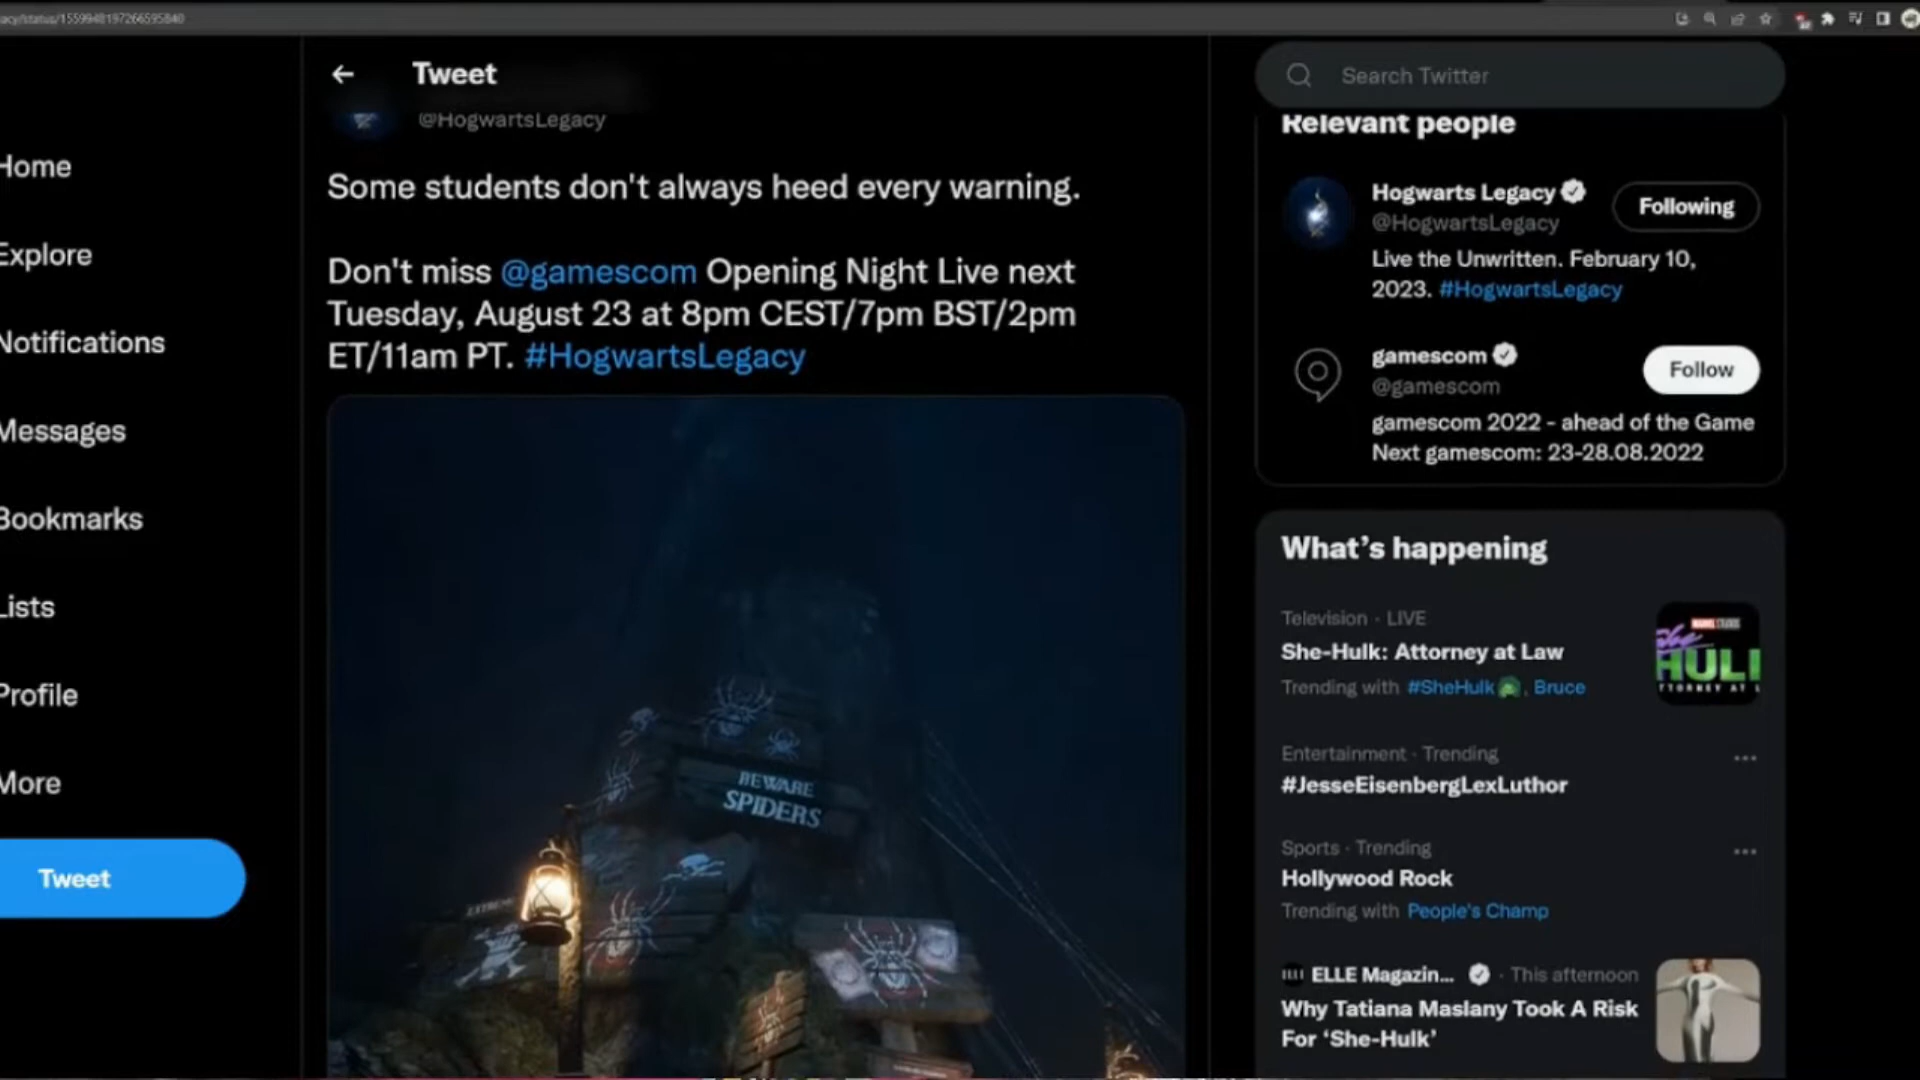 acy/status/1559948197266595840
Tweet
@HogwartsLegacy
Some students don't always heed every warning.
Don't miss @gamescom Opening Night Live next
Tuesday, August 23 at 8pm CEST/7pm BST/2pm
ET/11am PT. #HogwartsLegacy
BEWARE
SPIDERS
Home
Explore
Notifications
Messages
Bookmarks
Lists
Profile
More
Tweet
Search Twitter
Relevant people
Hogwarts Legacy
Following
@HogwartsLegacy
Live the Unwritten. February 10,
2023. #HogwartsLegacy
gamescom
Follow
@gamescom
gamescom 2022 - ahead of the Game
Next gamescom: 23-28.08.2022
What's happening
Television · LIVE
She-Hulk: Attorney at Law
Trending with #SheHulk, Bruce
MARVEL STUDIOS
She
HUL
Entertainment · Trending
#JesseEisenbergLexLuthor
Sports · Trending
Hollywood Rock
Trending with People's Champ
ELLE Magazin... · This afternoon
Why Tatiana Maslany Took A Risk
For ‘She-Hulk’